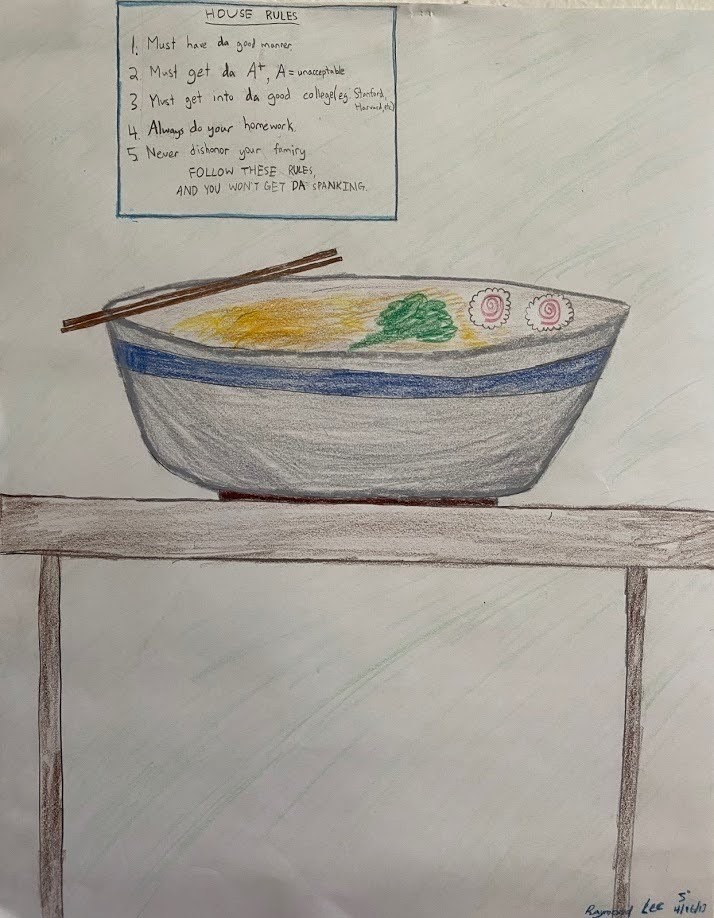 HOUSE RULES
1. Must have da good manner.
2. Must get da A+, A = unacceptable
3. Must get into da good college(eg. Stanford,
Harvard, etc)
4. Always do your homework.
5. Never dishonor your famiry
FOLLOW THESE RULES,
AND YOU WON'T GET DA SPANKING.
Raymond Lee 5°